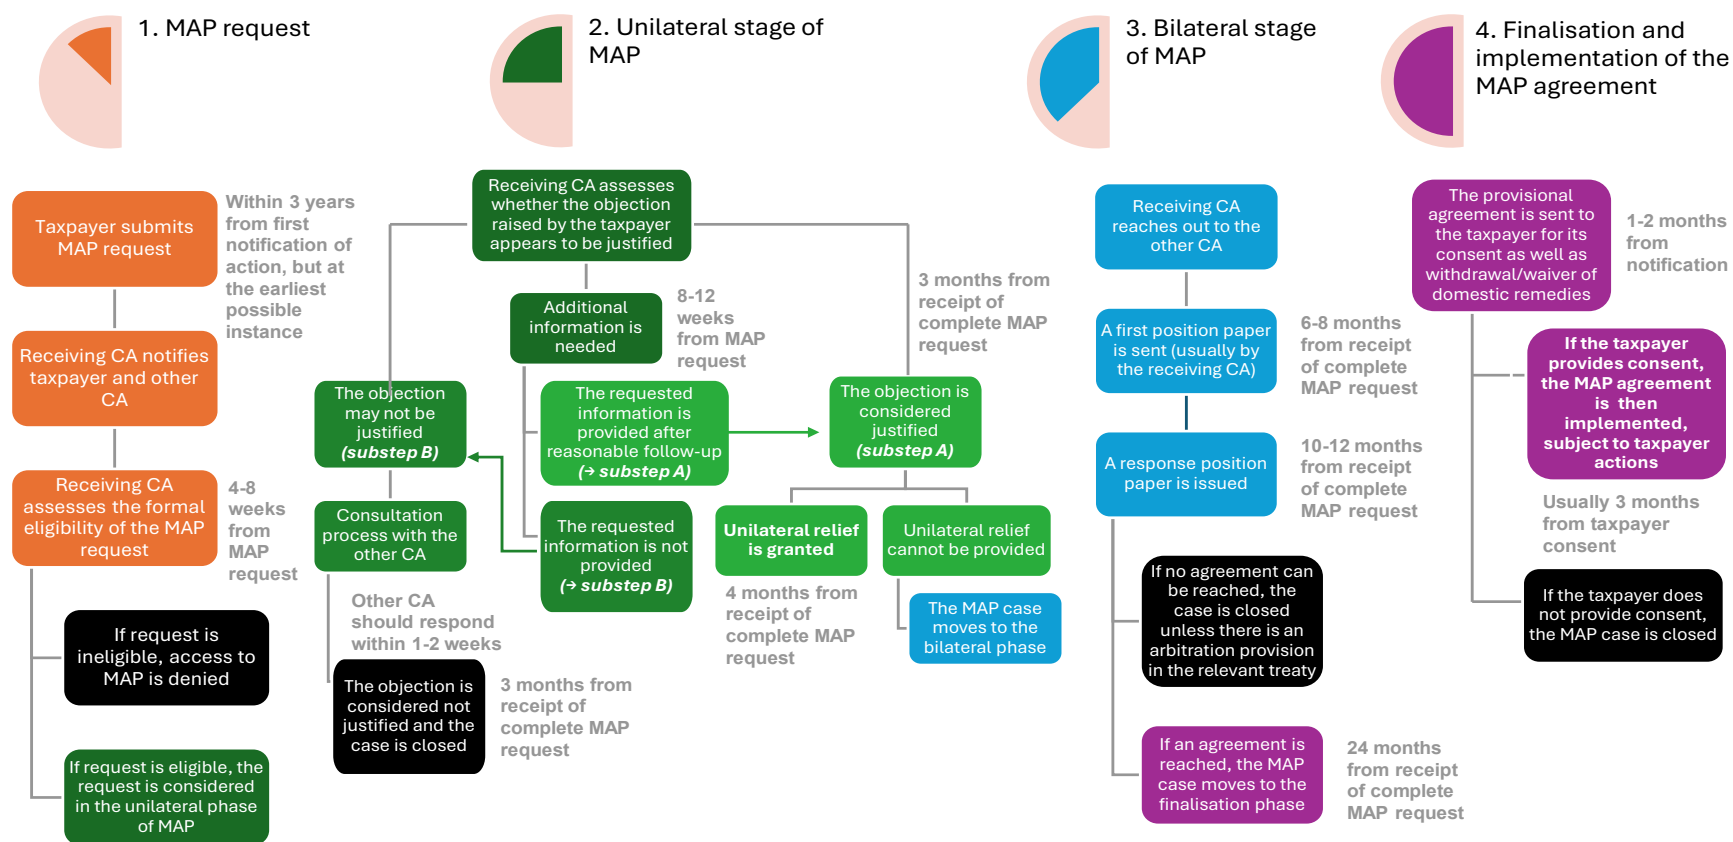 1. MAP request
Taxpayer submits
MAP request
Within 3 years
from first
notification of
action, but at
the earliest
possible
instance
Receiving CA notifies
taxpayer and other
CA
Receiving CA
assesses the formal
eligibility of the MAP
request
4-8
weeks
from
MAP
request
If request is
ineligible, access to
MAP is denied
If request is eligible, the
request is considered
in the unilateral phase
of MAP
2. Unilateral stage of
MAP
Receiving CA assesses
whether the objection
raised by the taxpayer
appears to be justified
Additional
information is
needed
8-12
weeks
from MAP
request
3 months from
receipt of
complete MAP
request
The objection
may not be
justified
(substep B)
The requested
information is
provided after
reasonable follow-up
(→ substep A)
The objection is
considered
justified
(substep A)
Consultation
process with the
other CA
The requested
information is not
provided
(→ substep B)
Unilateral relief
is granted
Unilateral relief
cannot be provided
Other CA
should respond
within 1-2 weeks
4 months from
receipt of
complete MAP
request
The MAP case
moves to the
bilateral phase
The objection is
considered not
justified and the
case is closed
3 months from
receipt of
complete MAP
request
3. Bilateral stage
of MAP
Receiving CA
reaches out to the
other CA
A first position paper
is sent (usually by
the receiving CA)
6-8 months
from receipt
of complete
MAP request
A response position
paper is issued
10-12 months
from receipt
of complete
MAP request
If no agreement can
be reached, the
case is closed
unless there is an
arbitration provision
in the relevant treaty
If an agreement is
reached, the MAP
case moves to the
finalisation phase
24 months
from receipt
of complete
MAP request
4. Finalisation and
implementation of the
MAP agreement
The provisional
agreement is sent to
the taxpayer for its
consent as well as
withdrawal/waiver of
domestic remedies
1-2 months
from
notification
If the taxpayer
provides consent,
the MAP agreement
is then
implemented,
subject to taxpayer
actions
Usually 3 months
from taxpayer
consent
If the taxpayer does
not provide consent,
the MAP case is closed